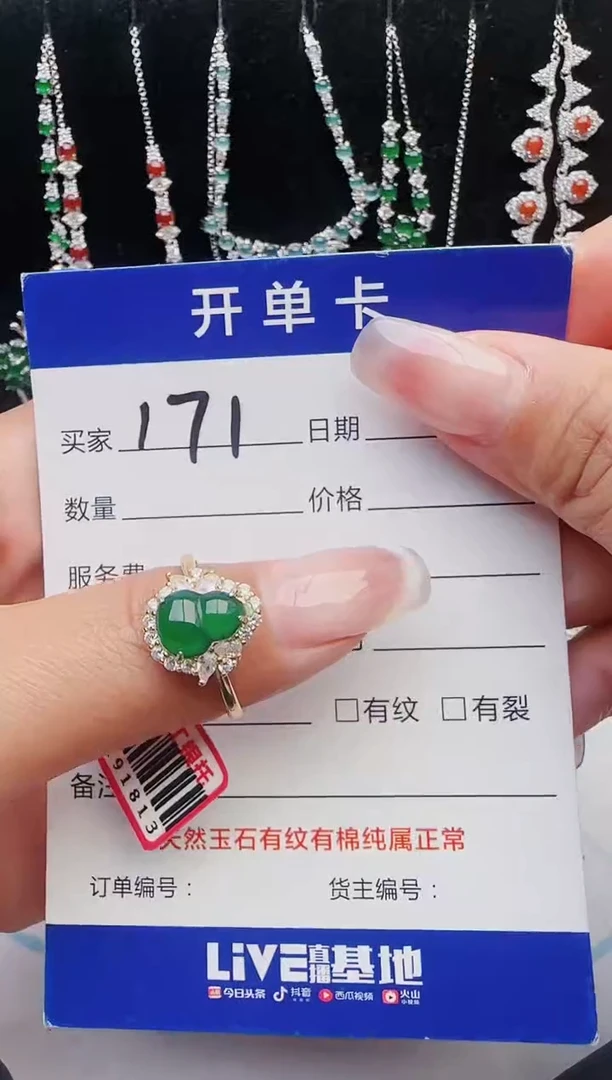 开单卡
买家 171 日期
数量 价格
服务费
□有纹 □有裂
备注
天然玉石有纹有棉纯属正常
订单编号： 货主编号：
LiVE直播基地
今日头条 抖音 西瓜视频 火山
91813